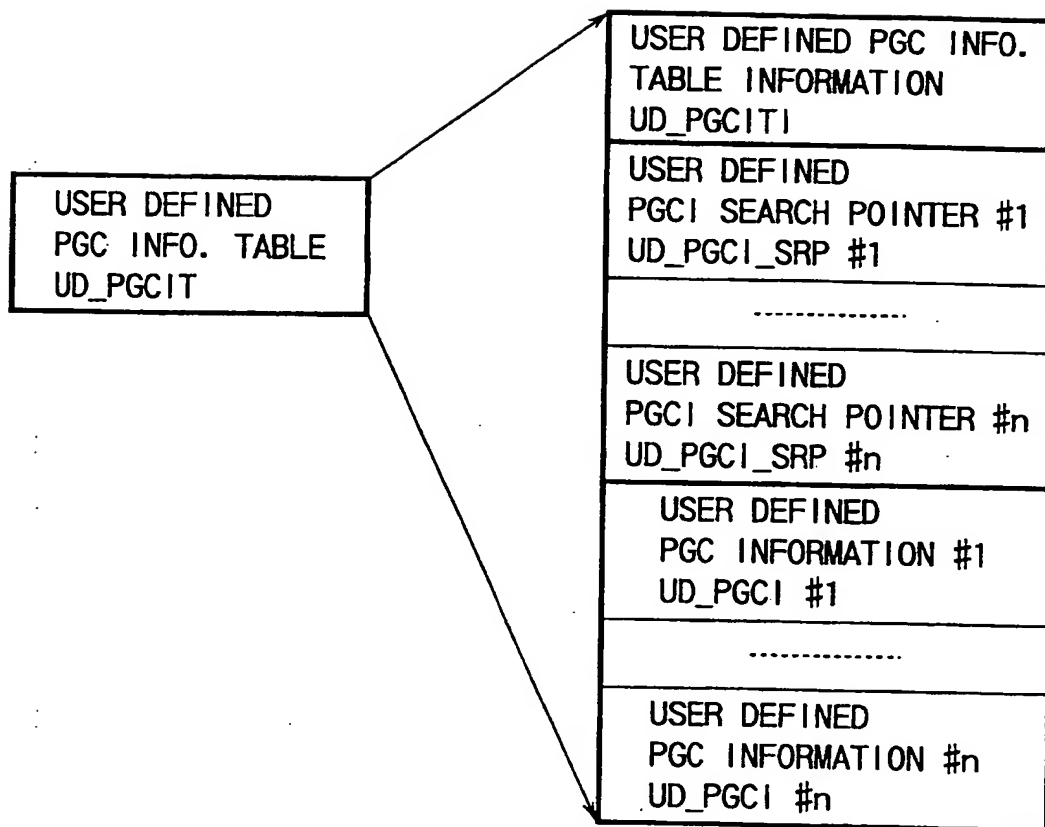 USER DEFINED
PGC INFO. TABLE
UD_PGCIT
USER DEFINED PGC INFO.
TABLE INFORMATION
UD_PGCITI
USER DEFINED
PGCI SEARCH POINTER #1
UD_PGCI_SRP #1
---------------
USER DEFINED
PGCI SEARCH POINTER #n
UD_PGCI_SRP #n
USER DEFINED
PGC INFORMATION #1
UD_PGCI #1
---------------
USER DEFINED
PGC INFORMATION #n
UD_PGCI #n